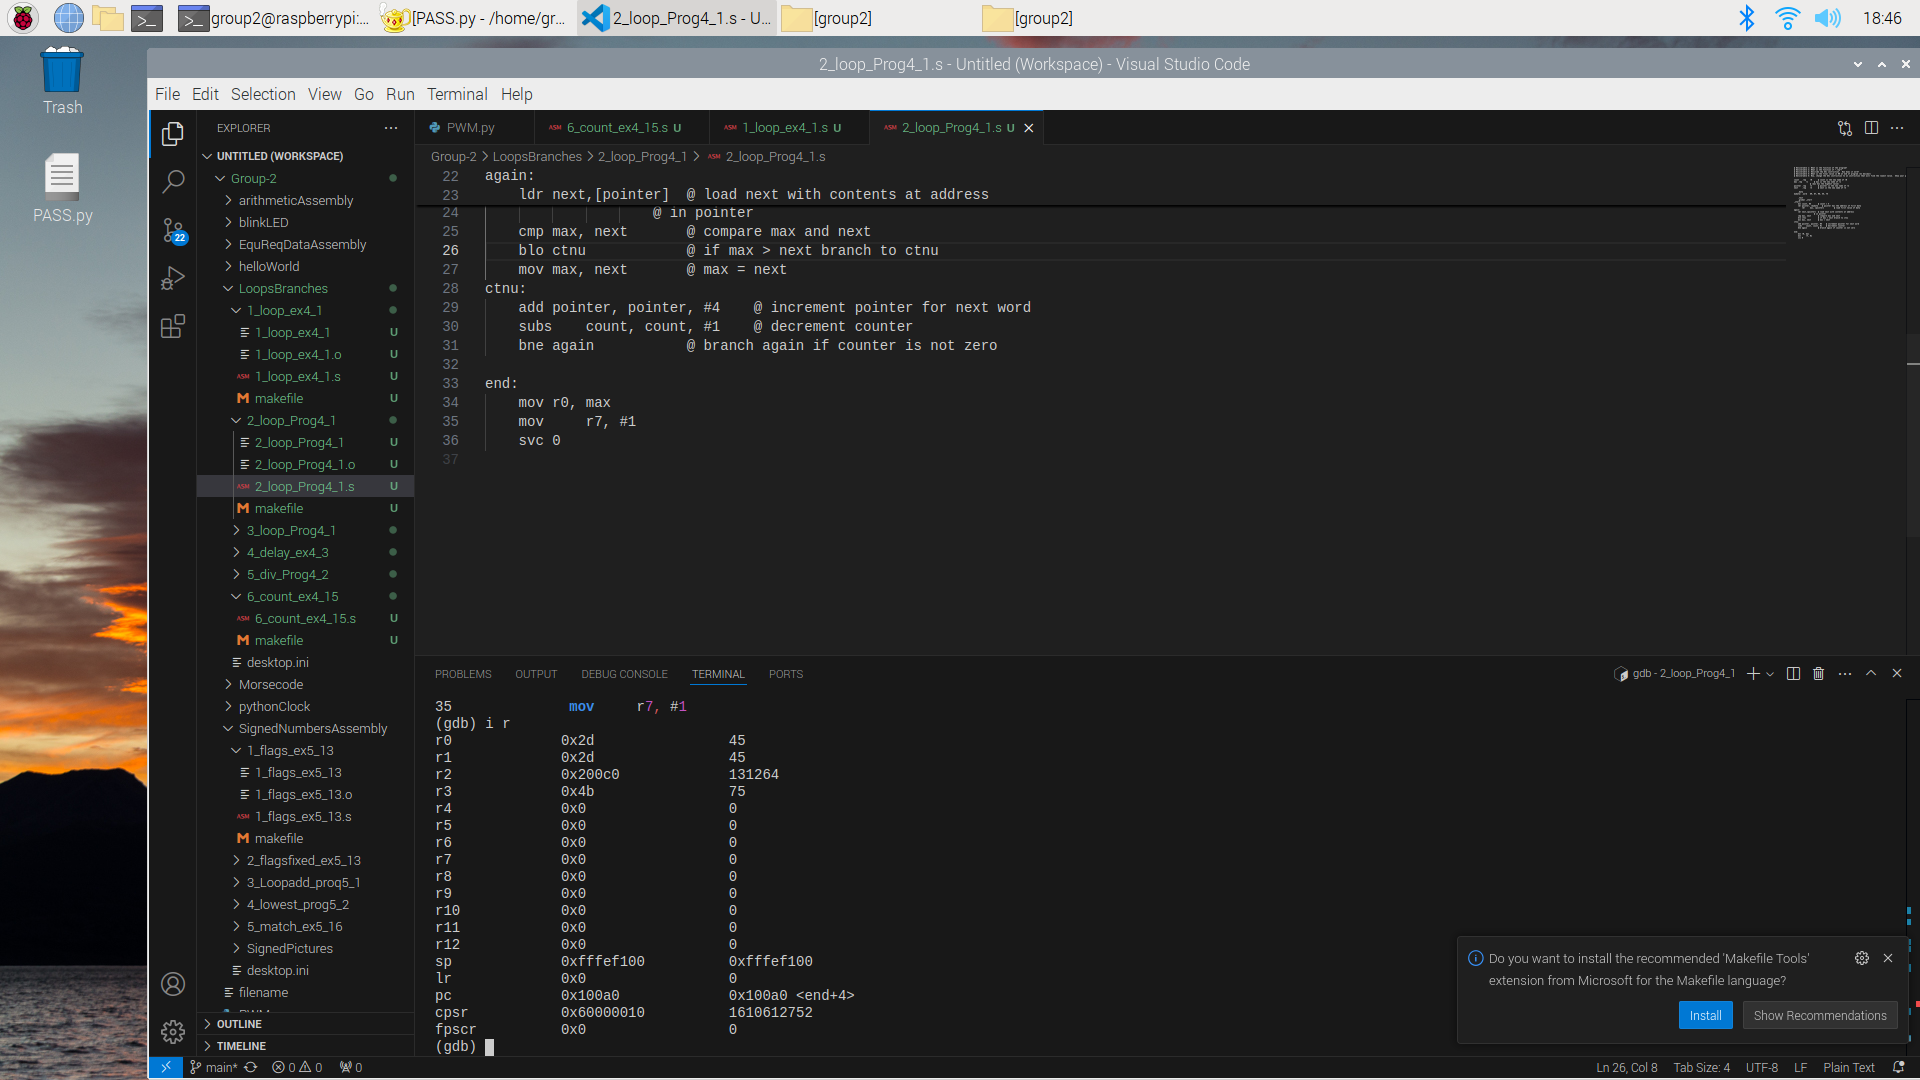 group2@raspberrypi:...
[PASS.py - /home/gr...
2_loop_Prog4_1.s - U...
[group2]
[group2]
18:46
Trash
PASS.py
2_loop_Prog4_1.s - Untitled (Workspace) - Visual Studio Code
File Edit Selection View Go Run Terminal Help
EXPLORER
UNTITLED (WORKSPACE)
Group-2
arithmeticAssembly
blinkLED
EquReqDataAssembly
helloWorld
LoopsBranches
1_loop_ex4_1
1_loop_ex4_1 U
1_loop_ex4_1.o U
ASM 1_loop_ex4_1.s U
M makefile U
2_loop_Prog4_1
2_loop_Prog4_1 U
2_loop_Prog4_1.o U
ASM 2_loop_Prog4_1.s U
M makefile U
3_loop_Prog4_1
4_delay_ex4_3
5_div_Prog4_2
6_count_ex4_15
ASM 6_count_ex4_15.s U
M makefile U
desktop.ini
Morsecode
pythonClock
SignedNumbersAssembly
1_flags_ex5_13
1_flags_ex5_13
1_flags_ex5_13.o
ASM 1_flags_ex5_13.s
M makefile
2_flagsfixed_ex5_13
3_Loopadd_proq5_1
4_lowest_prog5_2
5_match_ex5_16
SignedPictures
desktop.ini
filename
OUTLINE
TIMELINE
22
PWM.py
ASM 6_count_ex4_15.s U
ASM 1_loop_ex4_1.s U
ASM 2_loop_Prog4_1.s U
Group-2 > LoopsBranches > 2_loop_Prog4_1 > ASM 2_loop_Prog4_1.s
22 again:
23 ldr next,[pointer] @ load next with contents at address
24 @ in pointer
25 cmp max, next @ compare max and next
26 blo ctnu @ if max > next branch to ctnu
27 mov max, next @ max = next
28 ctnu:
29 add pointer, pointer, #4 @ increment pointer for next word
30 subs count, count, #1 @ decrement counter
31 bne again @ branch again if counter is not zero
32
33 end:
34 mov r0, max
35 mov r7, #1
36 svc 0
37
PROBLEMS OUTPUT DEBUG CONSOLE TERMINAL PORTS
gdb - 2_loop_Prog4_1
35 mov r7, #1
(gdb) i r
r0 0x2d 45
r1 0x2d 45
r2 0x200c0 131264
r3 0x4b 75
r4 0x0 0
r5 0x0 0
r6 0x0 0
r7 0x0 0
r8 0x0 0
r9 0x0 0
r10 0x0 0
r11 0x0 0
r12 0x0 0
sp 0xfffef100 0xfffef100
lr 0x0 0
pc 0x100a0 0x100a0 <end+4>
cpsr 0x60000010 1610612752
fpscr 0x0 0
(gdb)
Do you want to install the recommended 'Makefile Tools'
extension from Microsoft for the Makefile language?
Install
Show Recommendations
main* 0 0 0
Ln 26, Col 8 Tab Size: 4 UTF-8 LF Plain Text